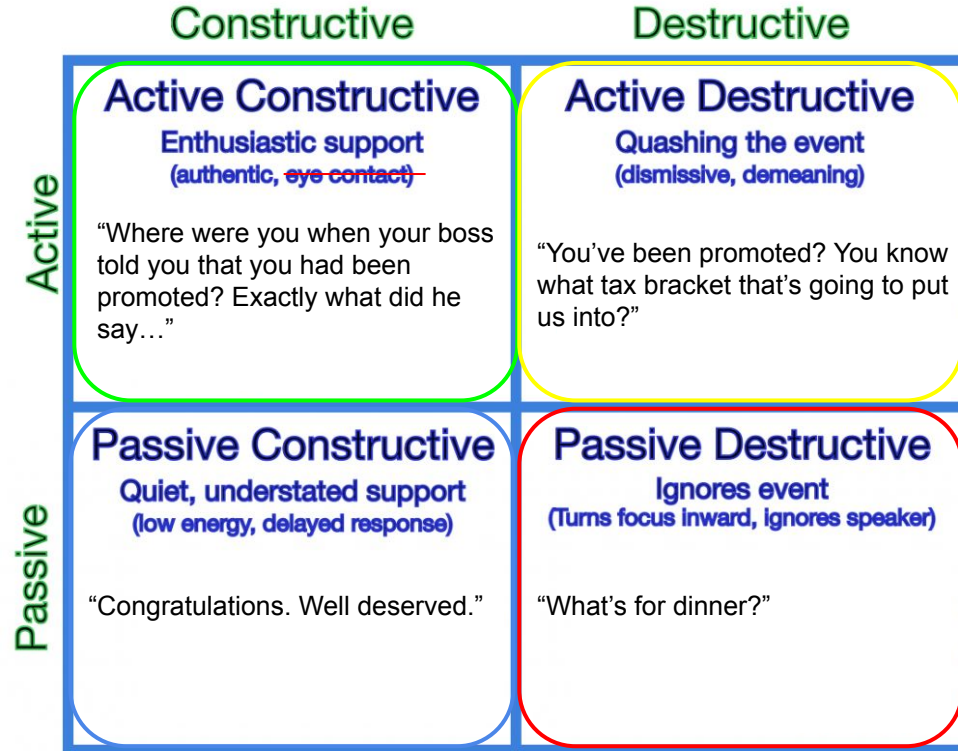 Constructive
Destructive
Active
Active Constructive
Enthusiastic support
(authentic, eye contact)
“Where were you when your boss
told you that you had been
promoted? Exactly what did he
say…”
Active Destructive
Quashing the event
(dismissive, demeaning)
“You’ve been promoted? You know
what tax bracket that’s going to put
us into?”
Passive
Passive Constructive
Quiet, understated support
(low energy, delayed response)
“Congratulations. Well deserved.”
Passive Destructive
Ignores event
(Turns focus inward, ignores speaker)
“What’s for dinner?”